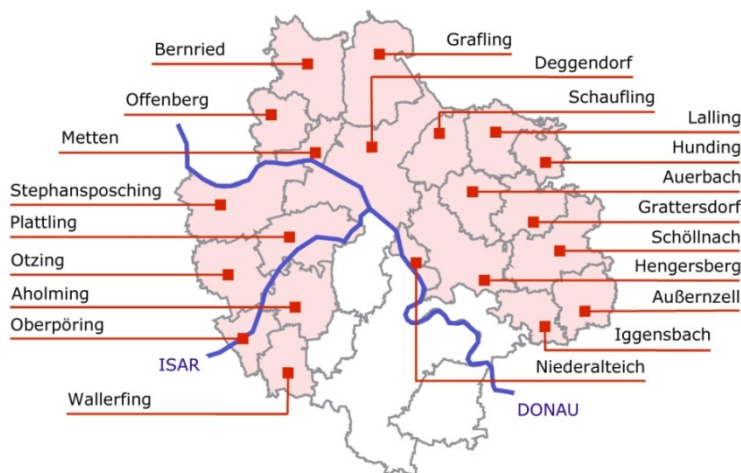 Grafling
Bernried
Deggendorf
Offenberg
Schaufling
Lalling
Metten
Hunding
Auerbach
Stephansposching
Grattersdorf
Plattling
Schöllnach
Otzing
Hengersberg
Aholming
Außernzell
Oberpöring
Iggensbach
ISAR
Niederalteich
Wallerfing
DONAU